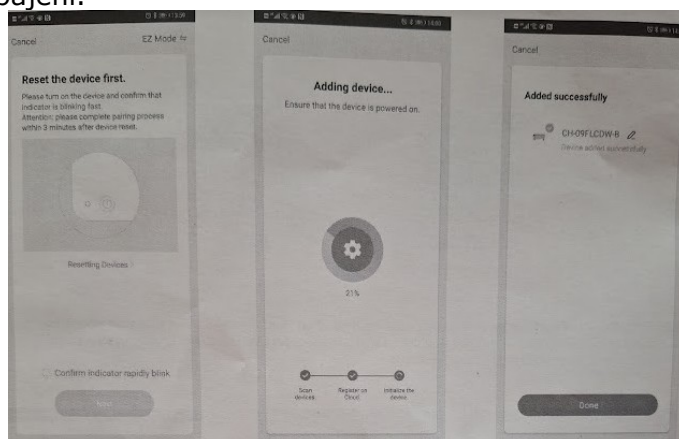 Cancel
EZ Mode ⇋
Reset the device first.
Please turn on the device and confirm that
indicator is blinking fast.
Attention: please complete pairing process
within 3 minutes after device reset.
Resetting Devices
Confirm indicator rapidly blink
Next
Cancel
Adding device...
Ensure that the device is powered on.
21%
Scan
devices.
Register on
Cloud.
Initialize the
device.
Cancel
Added successfully
CH-09FLCDW-B
Device added successfully
Done